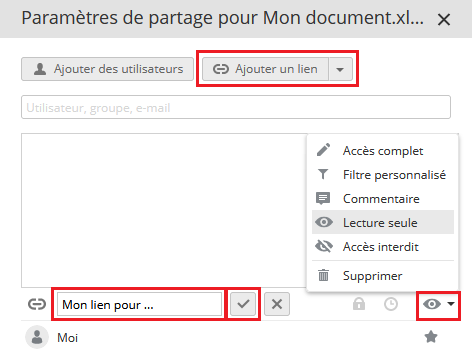 Paramètres de partage pour Mon document.xl...
Ajouter des utilisateurs
Ajouter un lien
Utilisateur, groupe, e-mail
Accès complet
Filtre personnalisé
Commentaire
Lecture seule
Accès interdit
Supprimer
Mon lien pour ...
Moi